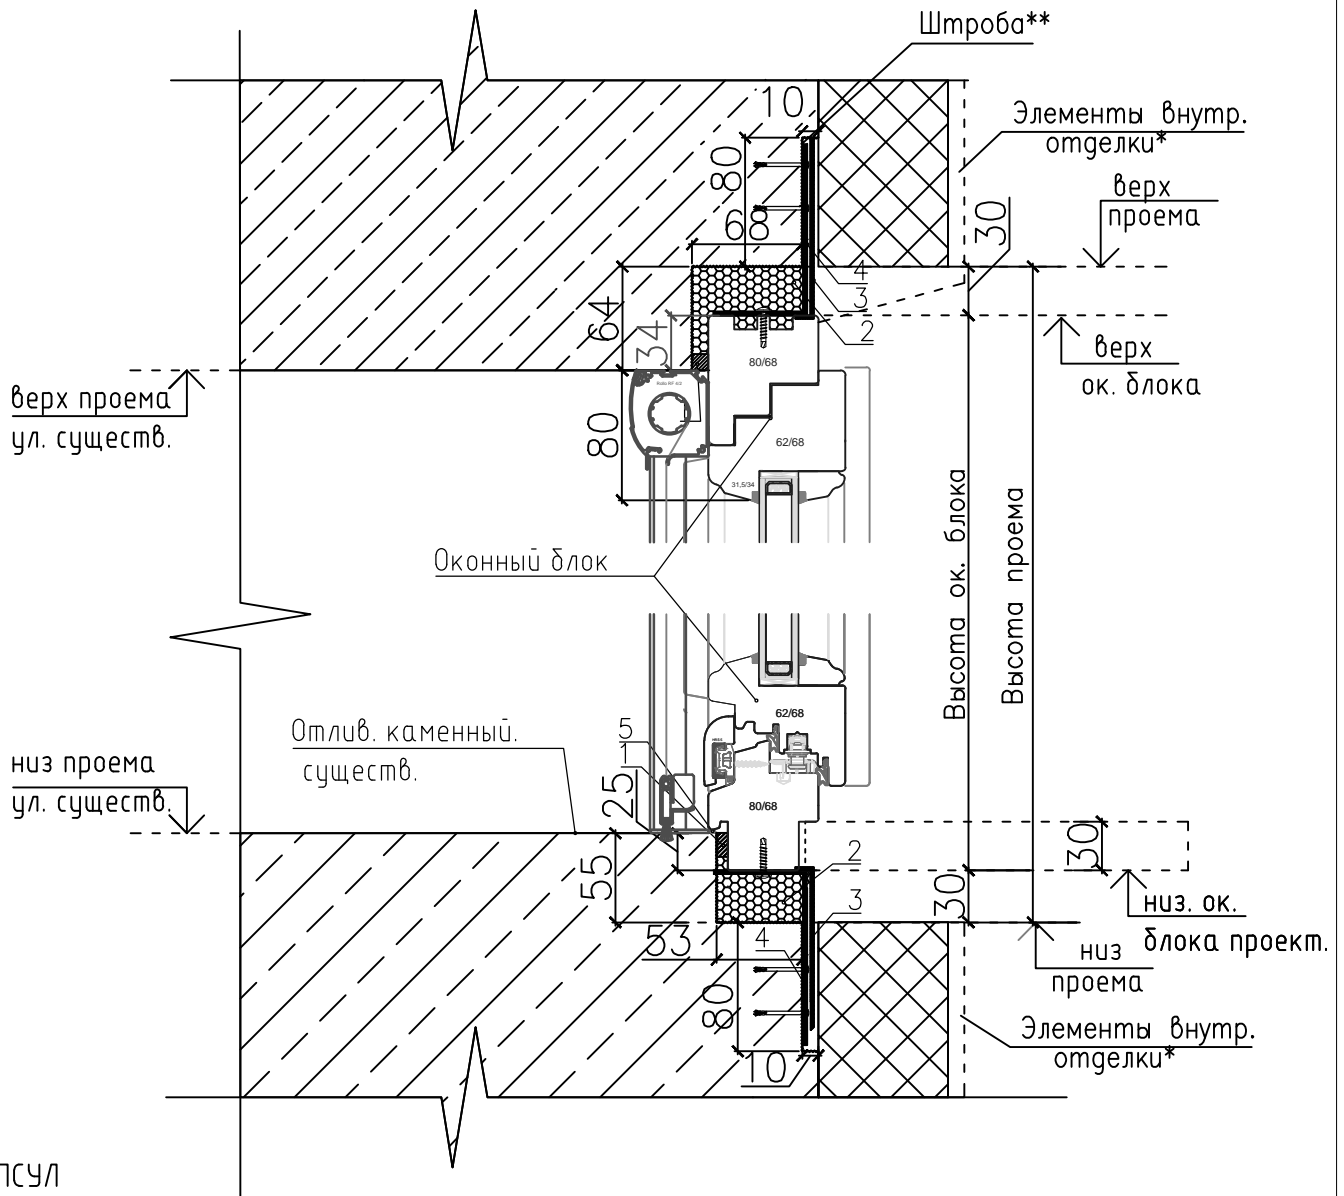 Штроба**
10
Элементы внутр.
отделки*
80
верх
проема
68
30
4
3
2
64
34
80/68
верх
ок. блока
верх проема
ул. существ.
80
62/68
31,5/34
Оконный блок
Высота ок. блока
Высота проема
62/68
5
1
Отлив. каменный.
существ.
низ проема
ул. существ.
25
80/68
30
2
55
30
3
низ. ок.
блока проект.
53
4
низ
проема
80
Элементы внутр.
отделки*
10
ПСУЛ